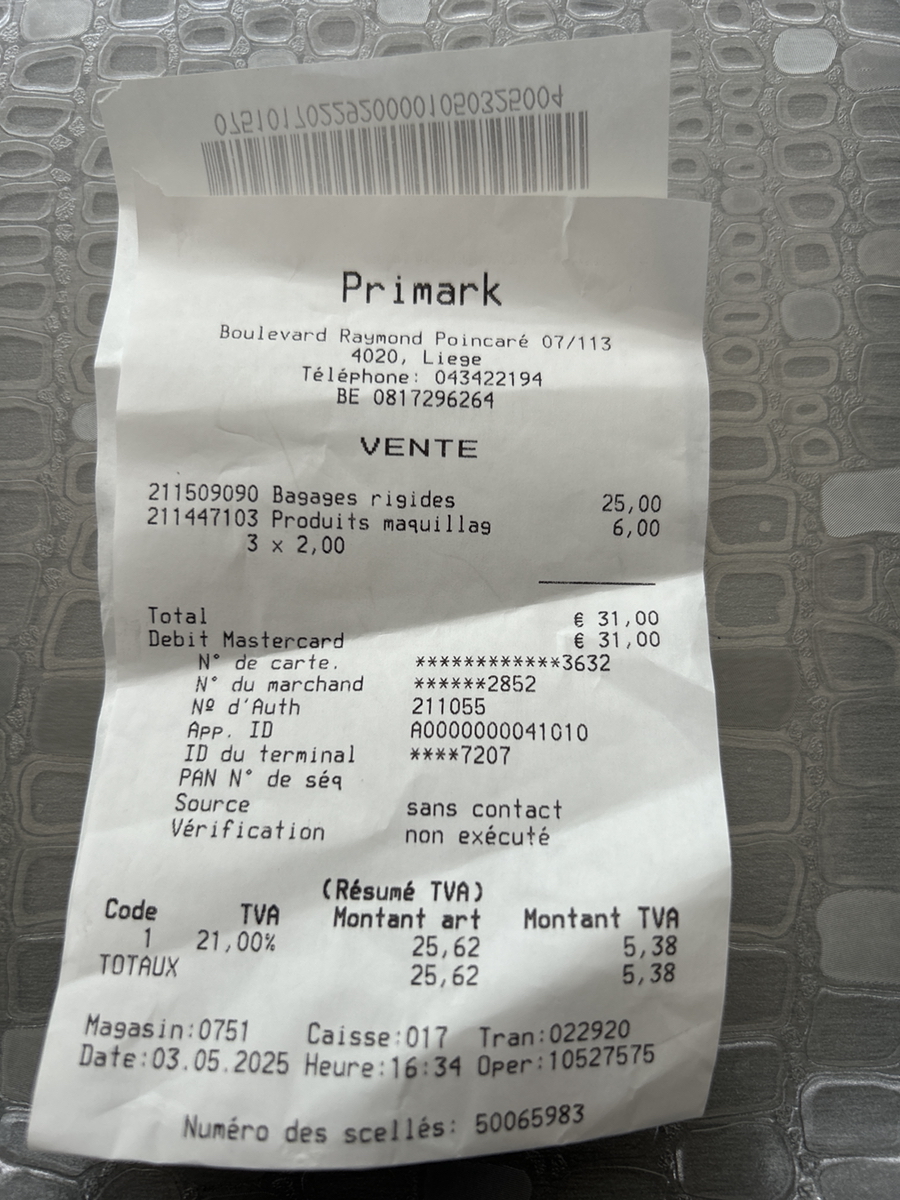 07510170229200001050325004
Primark
Boulevard Raymond Poincaré 07/113
4020, Liege
Téléphone: 043422194
BE 0817296264
VENTE
211509090 Bagages rigides 25,00
211447103 Produits maquillag 6,00
3 x 2,00
Total € 31,00
Debit Mastercard € 31,00
N° de carte. ************3632
N° du marchand ******2852
Nº d'Auth 211055
App. ID A0000000041010
ID du terminal ****7207
PAN N° de séq
Source sans contact
Vérification non exécuté
(Résumé TVA)
Code TVA Montant art Montant TVA
1 21,00% 25,62 5,38
TOTAUX 25,62 5,38
Magasin:0751 Caisse:017 Tran:022920
Date:03.05.2025 Heure:16:34 Oper:10527575
Numéro des scellés: 50065983